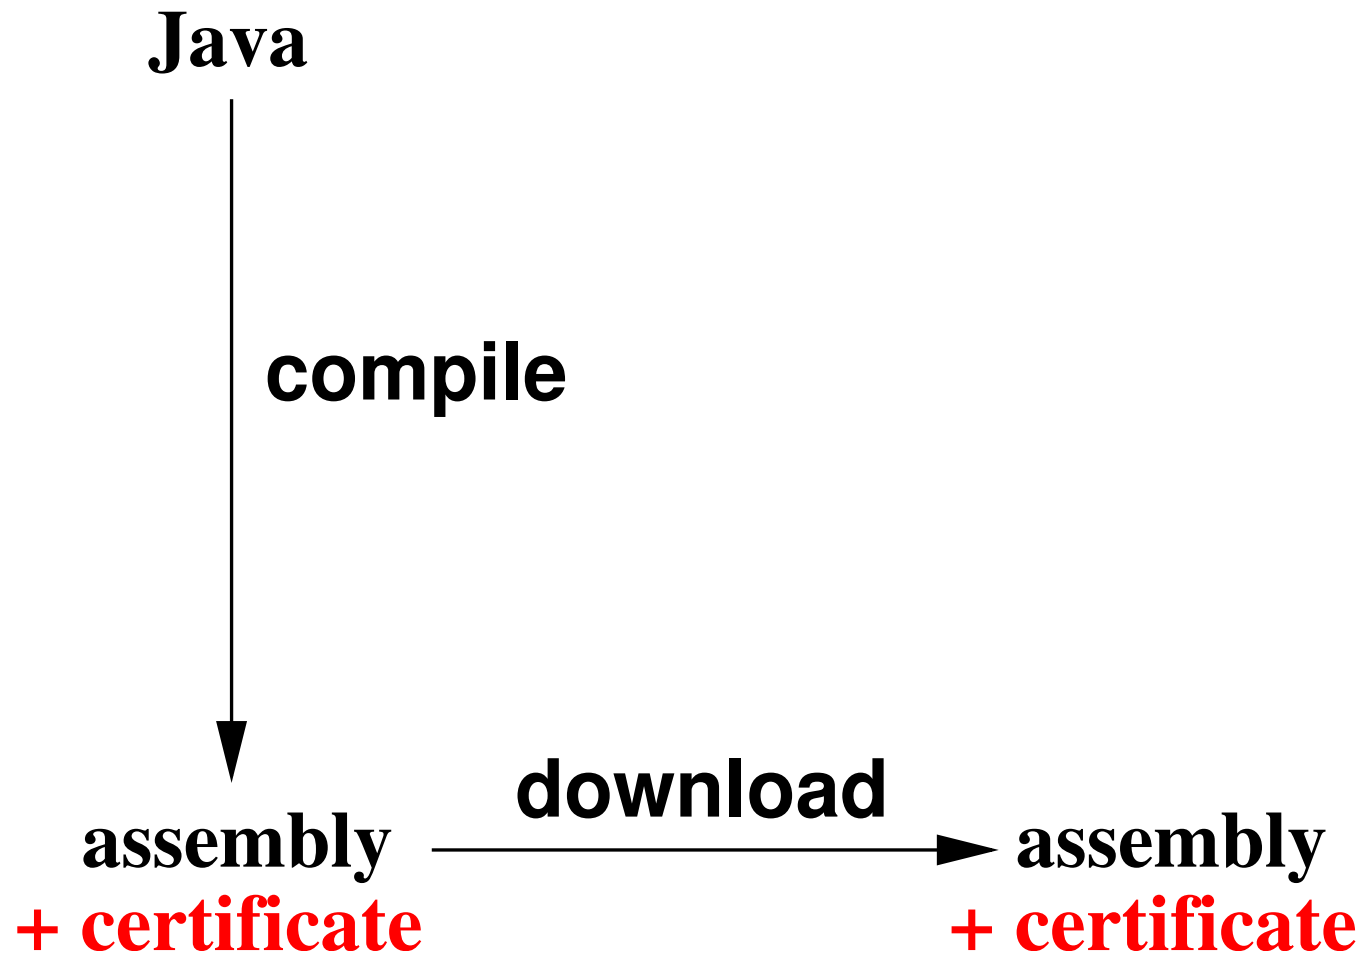 Java
compile
download
assembly
assembly
+ certificate
+ certificate